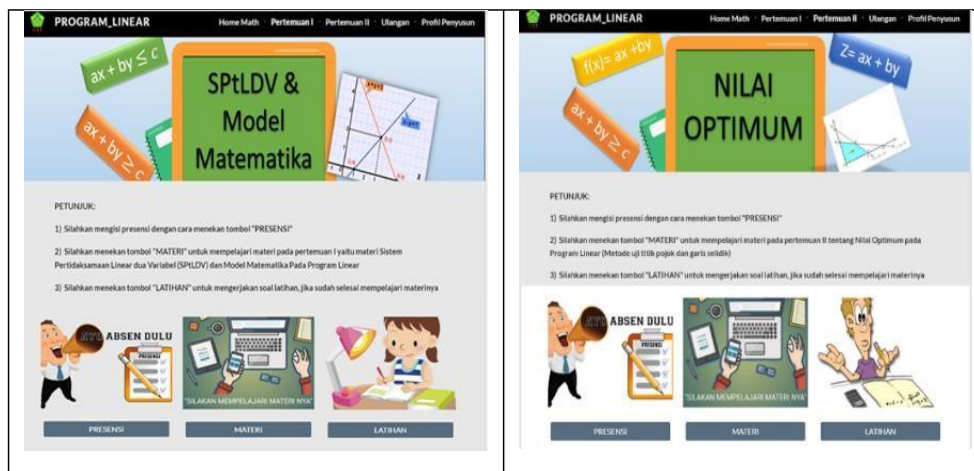 PROGRAM_LINEAR
Home Math Pertemuan I Pertemuan II Ulangan Profil Penyusun
ax + by ≤ c
ax + by ≥ c
SPtLDV &
Model
Matematika
PETUNJUK:
1) Silahkan mengisi presensi dengan cara menekan tombol "PRESENSI"
2) Silahkan menekan tombol "MATERI" untuk mempelajari materi pada pertemuan I yaitu materi Sistem
Pertidaksamaan Linear dua Variabel (SPtLDV) dan Model Matematika Pada Program Linear
3) Silahkan menekan tombol "LATIHAN" untuk mengerjakan soal latihan, jika sudah selesai mempelajari materinya
AYO ABSEN DULU
PRESENSI
"SILAKAN MEMPELAJARI MATERI NYA"
PRESENSI
MATERI
LATIHAN
PROGRAM_LINEAR
Home Math Pertemuan I Pertemuan II Ulangan Profil Penyusun
f(x)= ax +by
Z= ax + by
ax + by ≥ c
NILAI
OPTIMUM
PETUNJUK:
1) Silahkan mengisi presensi dengan cara menekan tombol "PRESENSI"
2) Silahkan menekan tombol "MATERI" untuk mempelajari materi pada pertemuan II tentang Nilai Optimum pada
Program Linear (Metode uji titik pojok dan garis selidik)
3) Silahkan menekan tombol "LATIHAN" untuk mengerjakan soal latihan, jika sudah selesai mempelajari materinya
AYO ABSEN DULU
PRESENSI
"SILAKAN MEMPELAJARI MATERI NYA"
PRESENSI
MATERI
LATIHAN